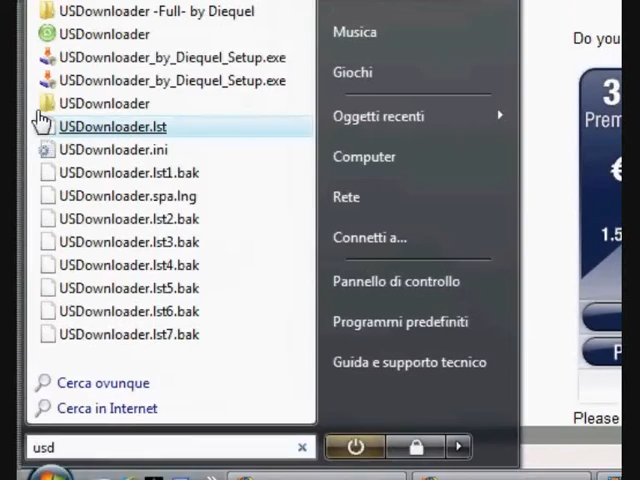 USDownloader -Full- by Diequel
USDownloader
USDownloader_by_Diequel_Setup.exe
USDownloader_by_Diequel_Setup.exe
USDownloader
USDownloader.lst
USDownloader.ini
USDownloader.lst1.bak
USDownloader.spa.lng
USDownloader.lst2.bak
USDownloader.lst3.bak
USDownloader.lst4.bak
USDownloader.lst5.bak
USDownloader.lst6.bak
USDownloader.lst7.bak
Cerca ovunque
Cerca in Internet
usd
Musica
Giochi
Oggetti recenti
Computer
Rete
Connetti a...
Pannello di controllo
Programmi predefiniti
Guida e supporto tecnico
Do you
3
Prem
€
1.5
P
Please